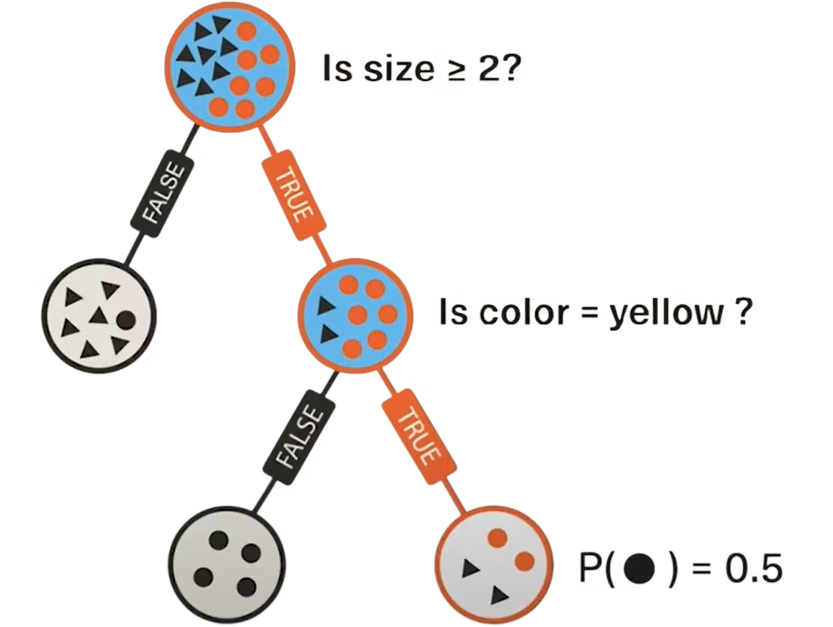 Is size ≥ 2?
FALSE
TRUE
Is color = yellow ?
FALSE
TRUE
P(●) = 0.5